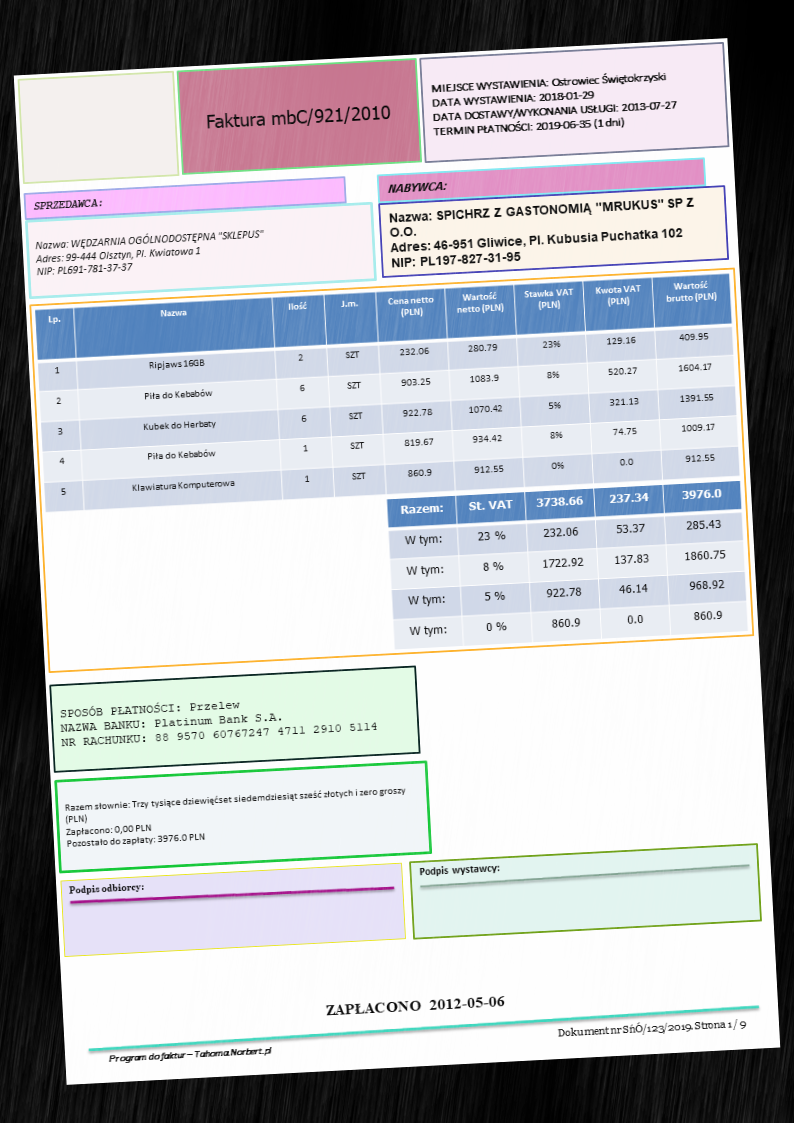 Faktura mbC/921/2010
MIEJSCE WYSTAWIENIA: Ostrowiec Świętokrzyski
DATA WYSTAWIENIA: 2018-01-29
DATA DOSTAWY/WYKONANIA USŁUGI: 2013-07-27
TERMIN PŁATNOŚCI: 2019-06-35 (1 dni)
SPRZEDAWCA:
Nazwa: WĘDZARNIA OGÓLNODOSTĘPNA "SKLEPUS"
Adres: 99-444 Olsztyn, Pl. Kwiatowa 1
NIP: PL691-781-37-37
NABYWCA:
Nazwa: SPICHRZ Z GASTONOMIĄ "MRUKUS" SP Z
O.O.
Adres: 46-951 Gliwice, Pl. Kubusia Puchatka 102
NIP: PL197-827-31-95
Lp. Nazwa Ilość J.m. Cena netto (PLN) Wartość netto (PLN) Stawka VAT (PLN) Kwota VAT (PLN) Wartość brutto (PLN)
1 Ripjaws 16GB 2 SZT 232.06 280.79 23% 129.16 409.95
2 Piła do Kebabów 6 SZT 903.25 1083.9 8% 520.27 1604.17
3 Kubek do Herbaty 6 SZT 922.78 1070.42 5% 321.13 1391.55
4 Piła do Kebabów 1 SZT 819.67 934.42 8% 74.75 1009.17
5 Klawiatura Komputerowa 1 SZT 860.9 912.55 0% 0.0 912.55
Razem: St. VAT 3738.66 237.34 3976.0
W tym: 23 % 232.06 53.37 285.43
W tym: 8 % 1722.92 137.83 1860.75
W tym: 5 % 922.78 46.14 968.92
W tym: 0 % 860.9 0.0 860.9
SPOSÓB PŁATNOŚCI: Przelew
NAZWA BANKU: Platinum Bank S.A.
NR RACHUNKU: 88 9570 60767247 4711 2910 5114
Razem słownie: Trzy tysiące dziewięćset siedemdziesiąt sześć złotych i zero groszy
(PLN)
Zapłacono: 0,00 PLN
Pozostało do zapłaty: 3976.0 PLN
Podpis odbiorcy:
Podpis wystawcy:
ZAPŁACONO 2012-05-06
Program do faktur – Tahoma.Norbert.pl
Dokument nr SńÓ/123/2019. Strona 1 / 9